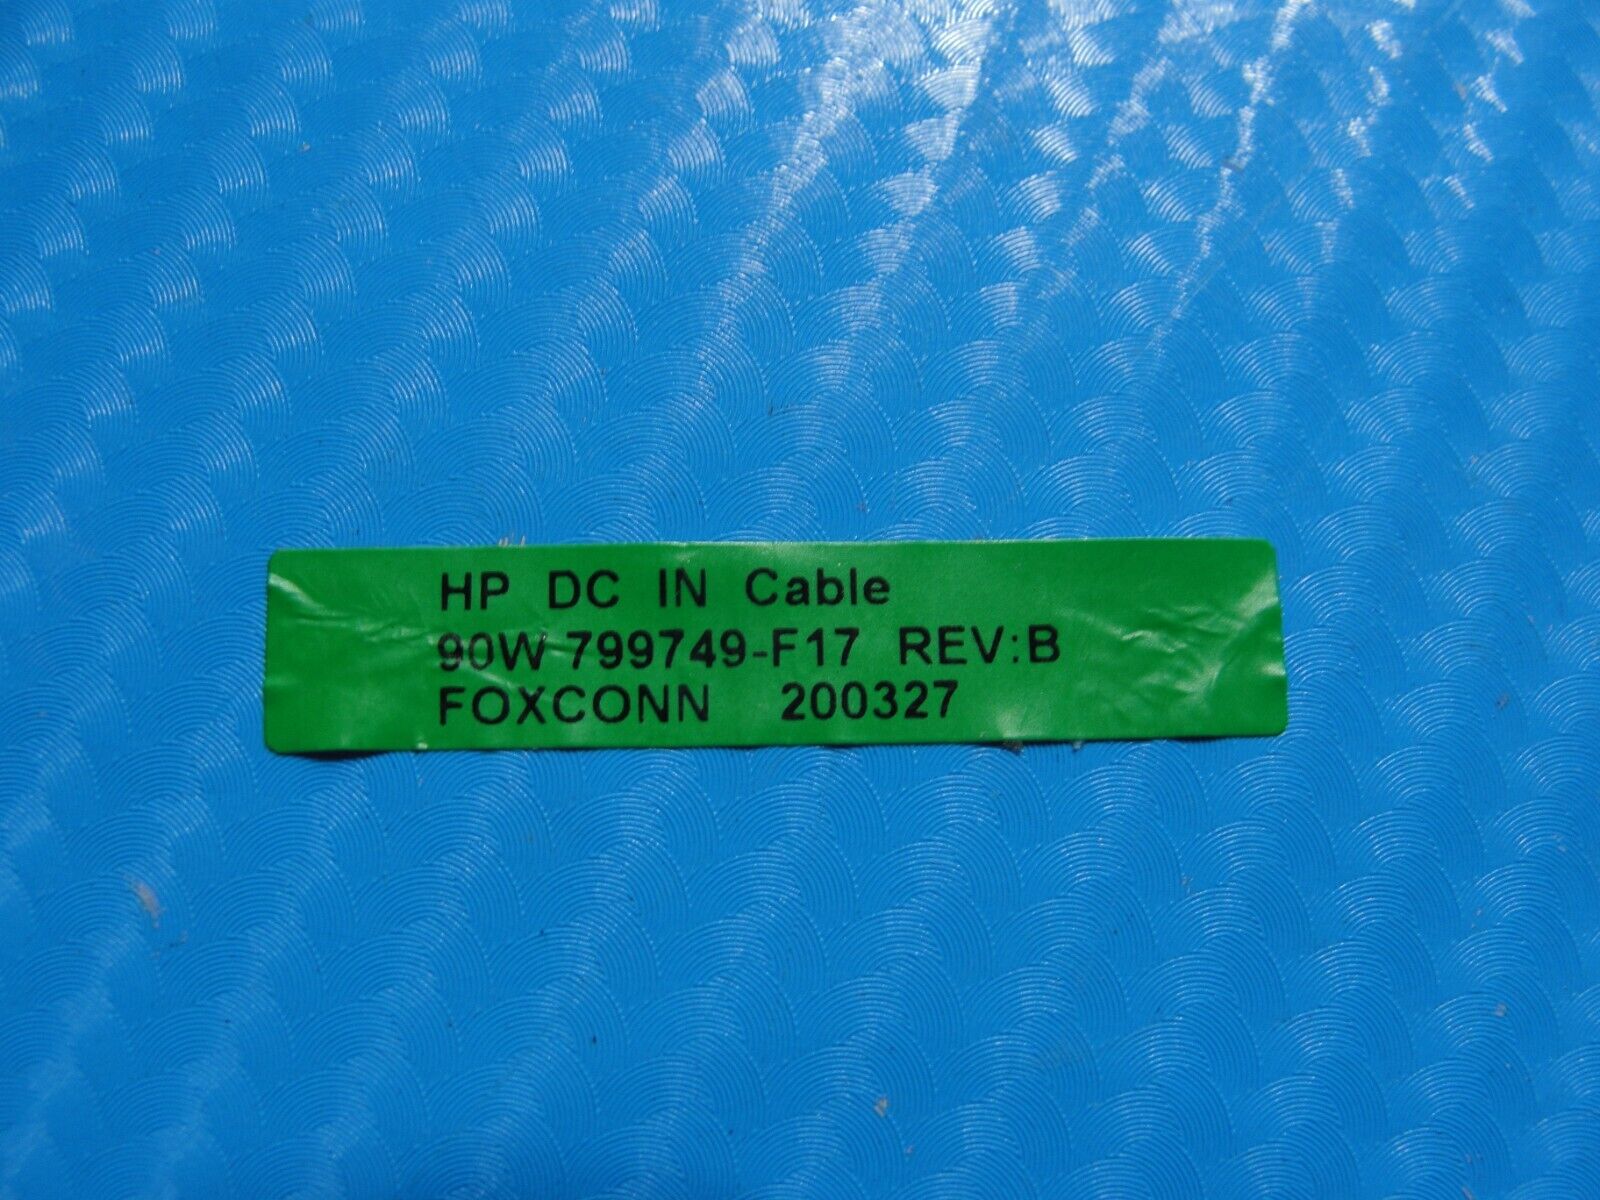 HP DC IN Cable
90W 799749-F17 REV:B
FOXCONN 200327